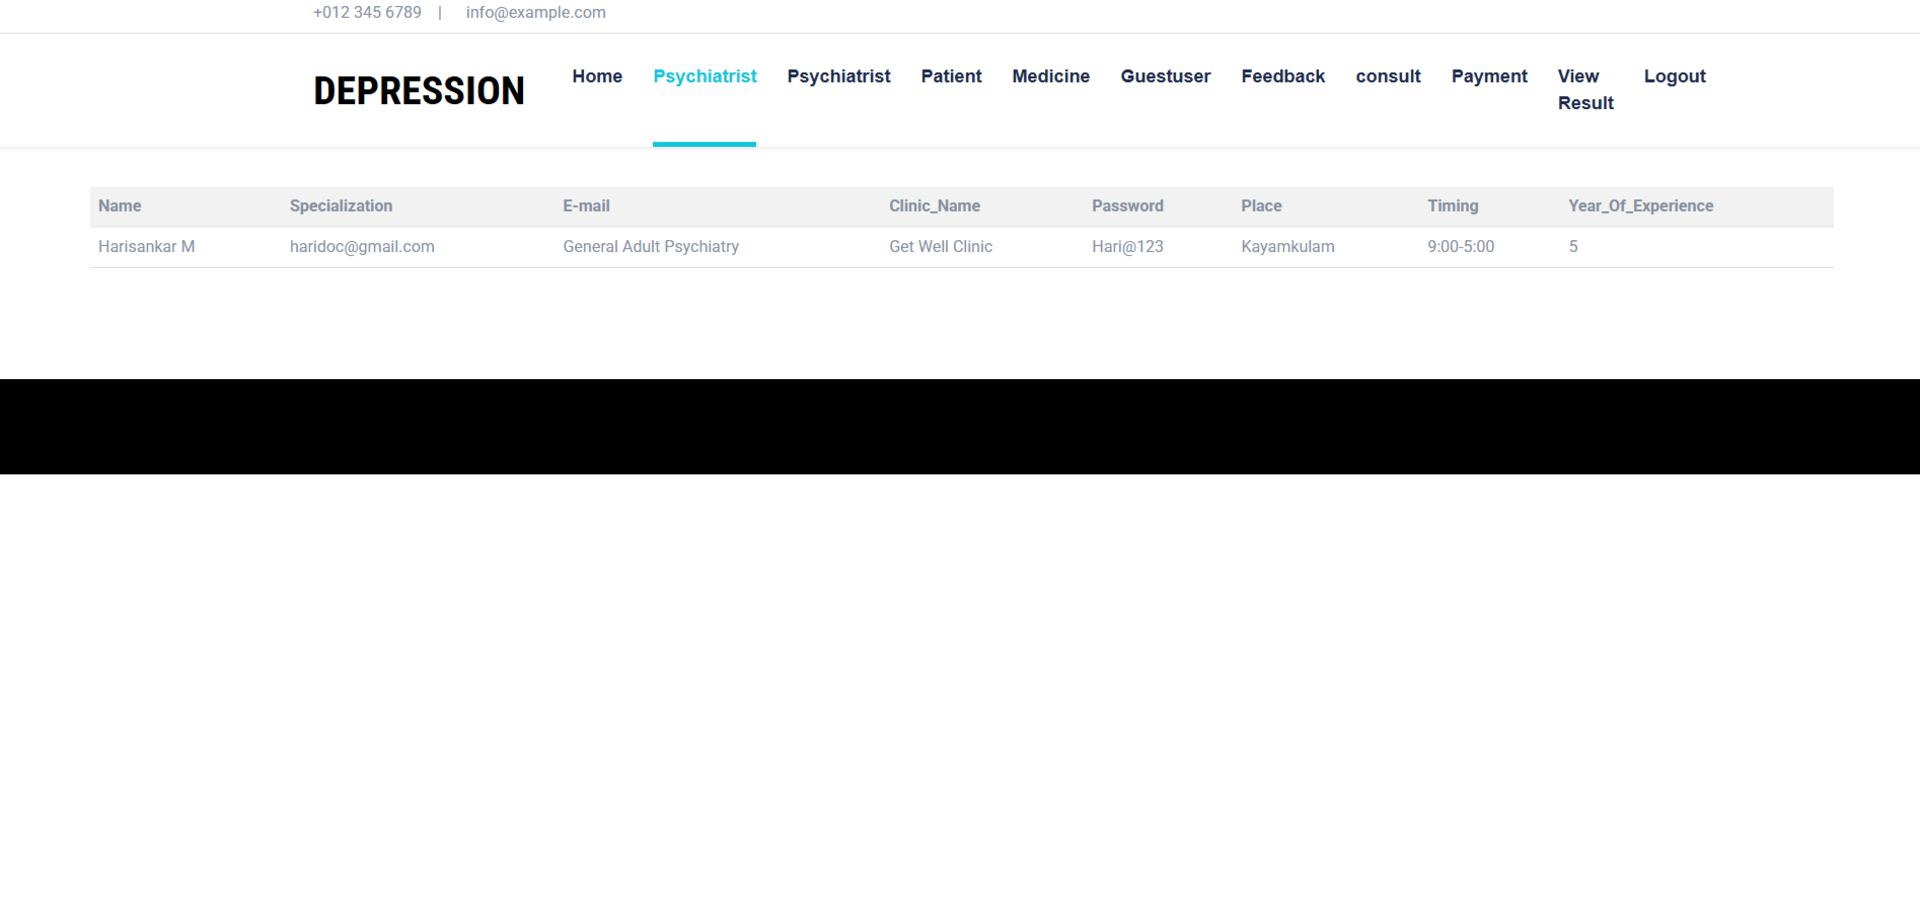 +012 345 6789 | info@example.com
DEPRESSION
Home Psychiatrist Psychiatrist Patient Medicine Guestuser Feedback consult Payment View Result Logout
Name Specialization E-mail Clinic_Name Password Place Timing Year_Of_Experience
Harisankar M haridoc@gmail.com General Adult Psychiatry Get Well Clinic Hari@123 Kayamkulam 9:00-5:00 5